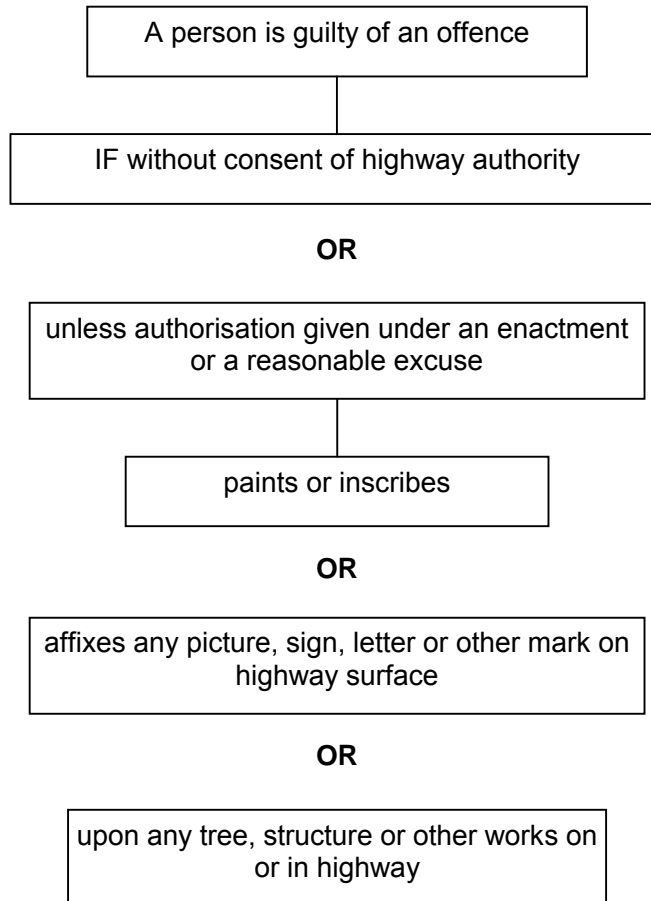 A person is guilty of an offence
IF without consent of highway authority
OR
unless authorisation given under an enactment
or a reasonable excuse
paints or inscribes
OR
affixes any picture, sign, letter or other mark on
highway surface
OR
upon any tree, structure or other works on
or in highway